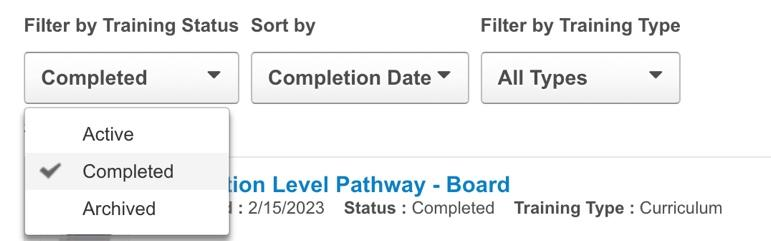 Filter by Training Status Sort by Filter by Training Type
Completed Completion Date All Types
Active
Completed
Archived
tion Level Pathway - Board
: 2/15/2023 Status : Completed Training Type : Curriculum